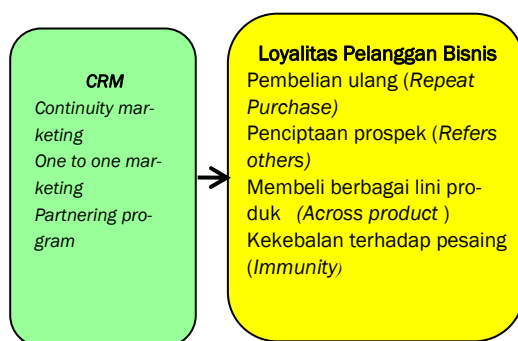 CRM
Continuity mar-
keting
One to one mar-
keting
Partnering pro-
gram
Loyalitas Pelanggan Bisnis
Pembelian ulang (Repeat
Purchase)
Penciptaan prospek (Refers
others)
Membeli berbagai lini pro-
duk (Across product )
Kekebalan terhadap pesaing
(Immunity)